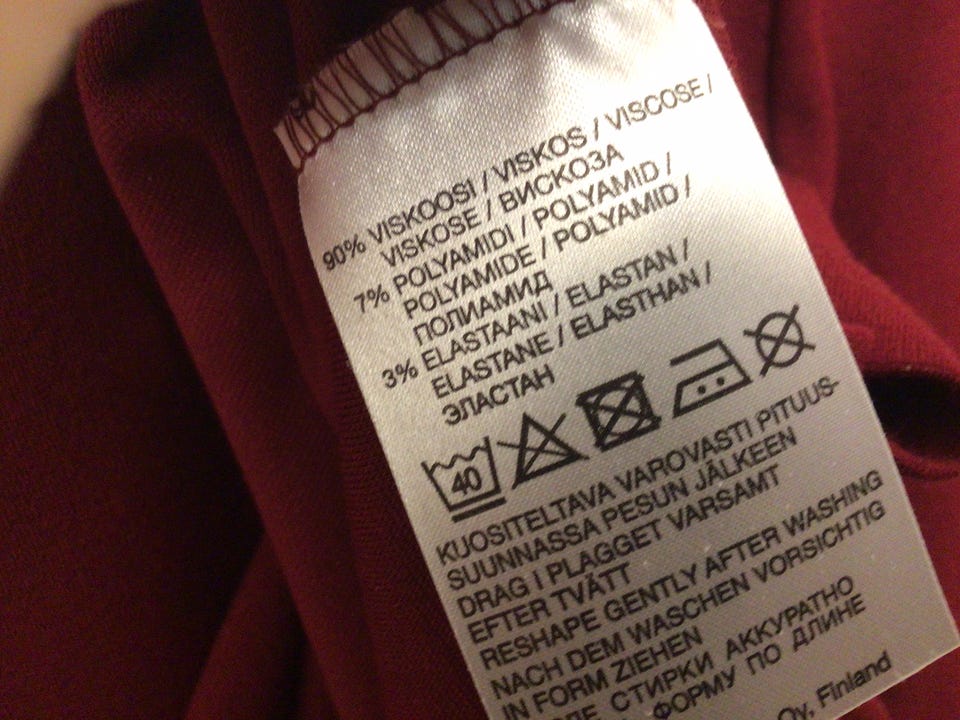 90% VISKOOSI / VISKOS / VISCOSE /
VISKOSE / ВИСКОЗА
7% POLYAMIDI / POLYAMID /
POLYAMIDE / POLYAMID /
ПОЛИАМИД
3% ELASTAANI / ELASTAN /
ELASTANE / ELASTHAN /
ЭЛАСТАН
40
KUOSITELTAVA VAROVASTI PITUUS-
SUUNNASSA PESUN JÄLKEEN
DRAG I PLAGGET VARSAMT
EFTER TVÄTT
RESHAPE GENTLY AFTER WASHING
NACH DEM WASCHEN VORSICHTIG
IN FORM ZIEHEN
СТИРКИ АККУРАТНО
ФОРМУ ПО ДЛИНЕ
Oy, Finland